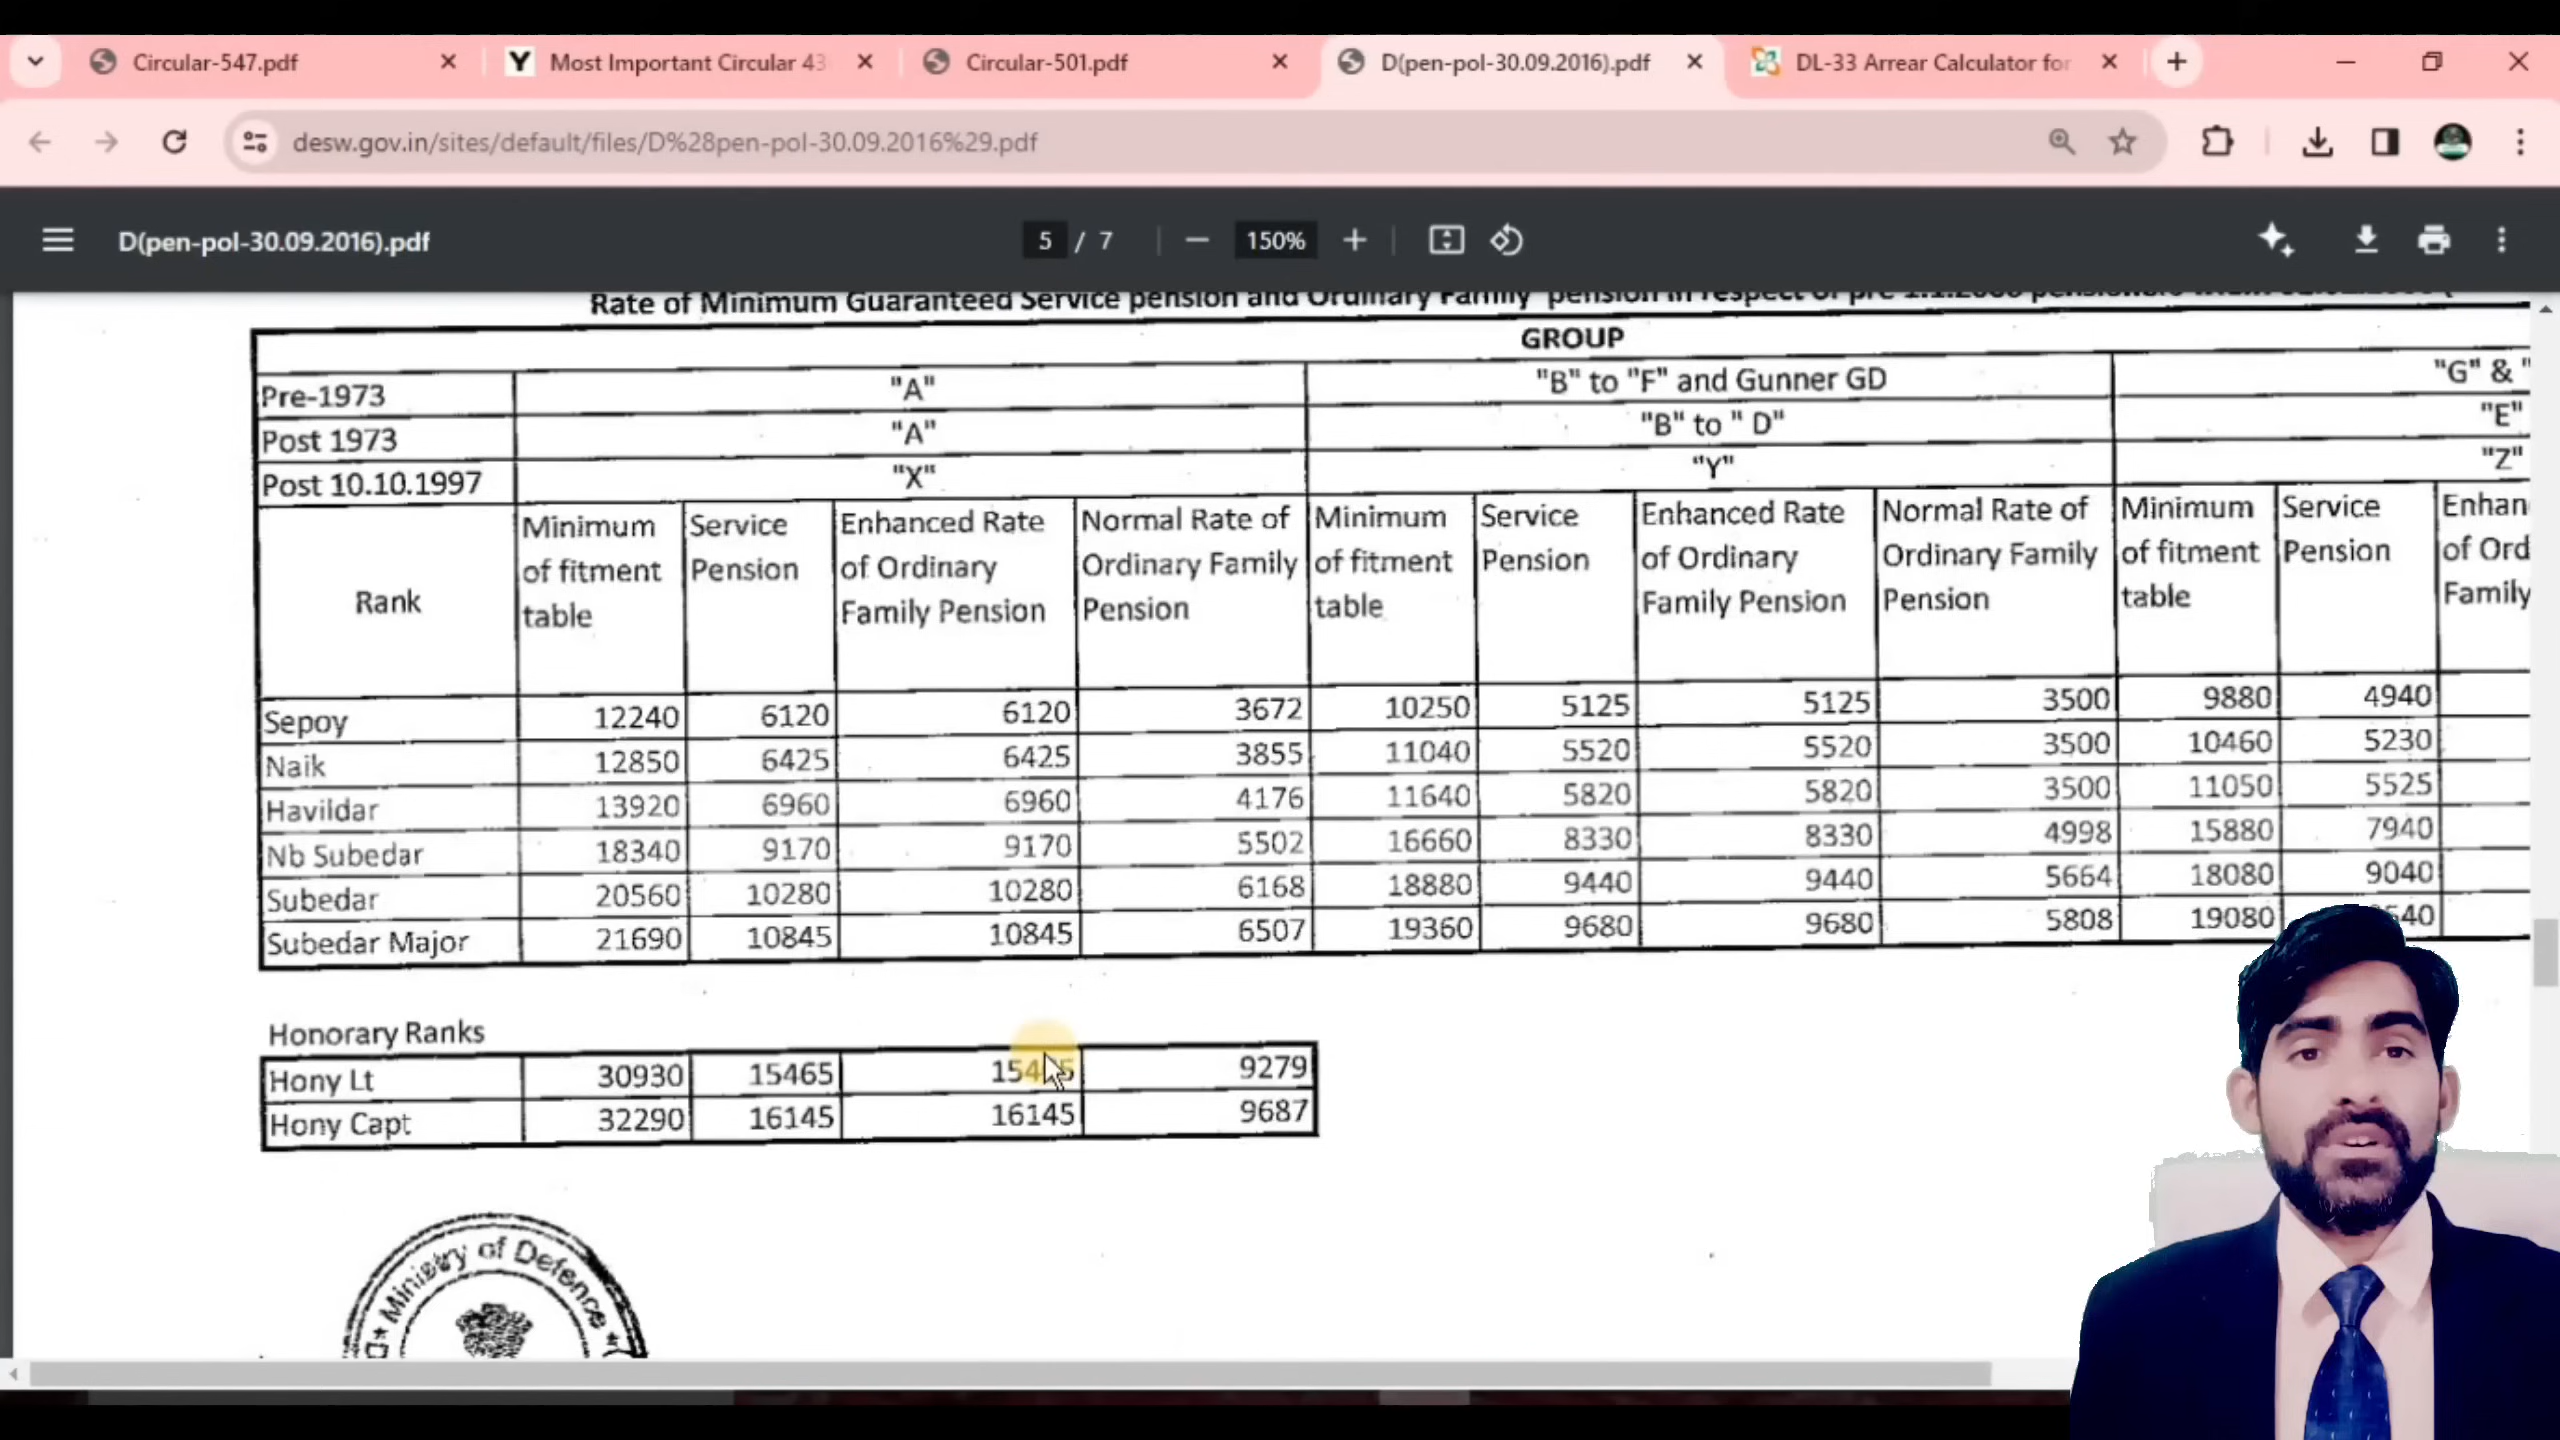 Circular-547.pdf
Most Important Circular 43
Circular-501.pdf
D(pen-pol-30.09.2016).pdf
DL-33 Arrear Calculator for
desw.gov.in/sites/default/files/D%28pen-pol-30.09.2016%29.pdf
D(pen-pol-30.09.2016).pdf
5 / 7
150%
Rate of Minimum Guaranteed Service pension and Ordinary Family pension in respect of pre
GROUP
Pre-1973 "A" "B" to "F" and Gunner GD "G" & "
Post 1973 "A" "B" to " D" "E"
Post 10.10.1997 "X" "Y" "Z"
Minimum Service Enhanced Rate Normal Rate of Minimum Service Enhanced Rate Normal Rate of Minimum Service Enhan
of fitment Pension of Ordinary Ordinary Family of fitment Pension of Ordinary Ordinary Family of fitment Pension of Ord
Rank table Family Pension Pension table Family Pension Pension table Family
Sepoy 12240 6120 6120 3672 10250 5125 5125 3500 9880 4940
Naik 12850 6425 6425 3855 11040 5520 5520 3500 10460 5230
Havildar 13920 6960 6960 4176 11640 5820 5820 3500 11050 5525
Nb Subedar 18340 9170 9170 5502 16660 8330 8330 4998 15880 7940
Subedar 20560 10280 10280 6168 18880 9440 9440 5664 18080 9040
Subedar Major 21690 10845 10845 6507 19360 9680 9680 5808 19080
Honorary Ranks
Hony Lt 30930 15465 9279
Hony Capt 32290 16145 16145 9687
Ministry of Defence